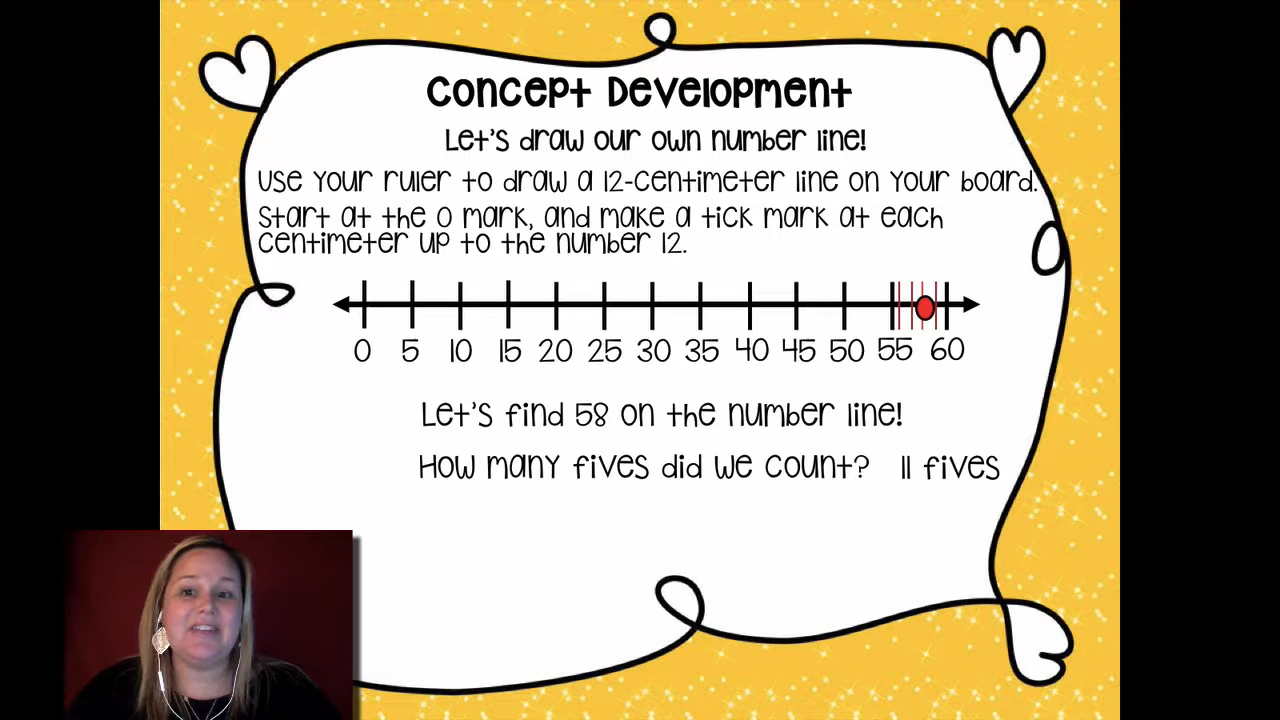 Concept Development
Let's draw our own number line!
Use your ruler to draw a 12-centimeter line on your board.
Start at the 0 mark, and make a tick mark at each
centimeter up to the number 12.
0 5 10 15 20 25 30 35 40 45 50 55 60
Let's find 58 on the number line!
How many fives did we count? 11 fives